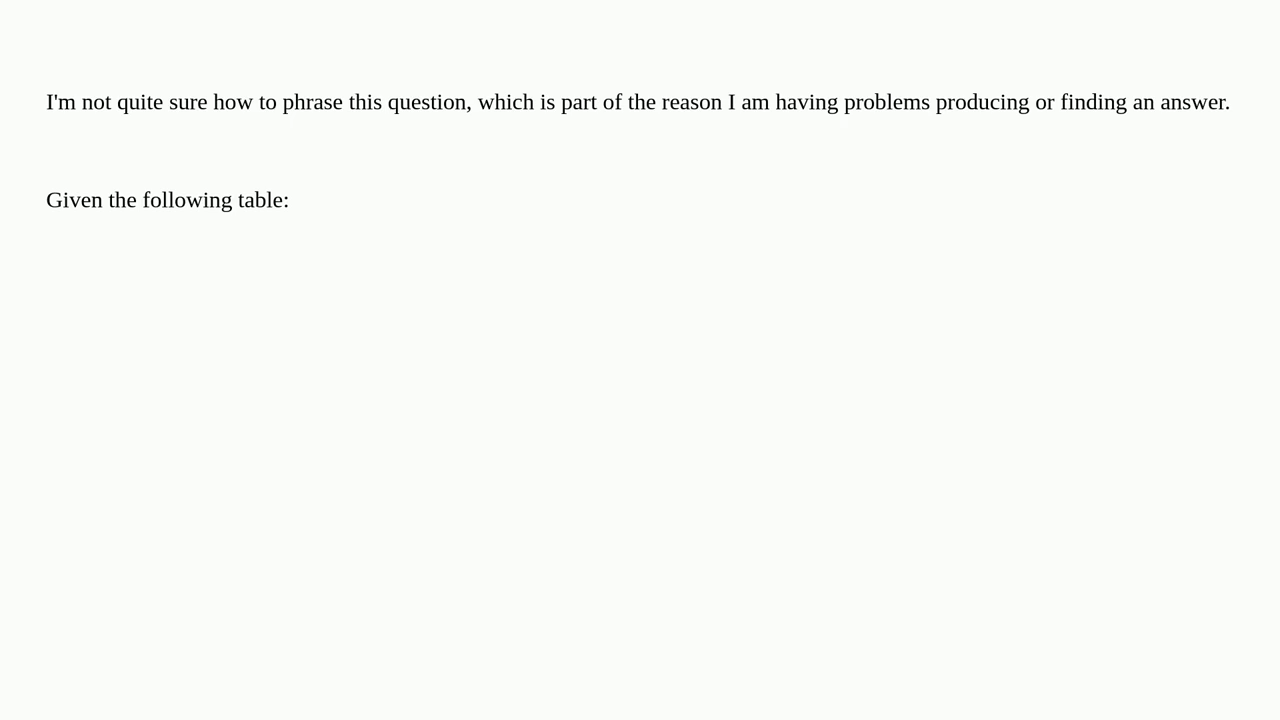 I'm not quite sure how to phrase this question, which is part of the reason I am having problems producing or finding an answer.
Given the following table: